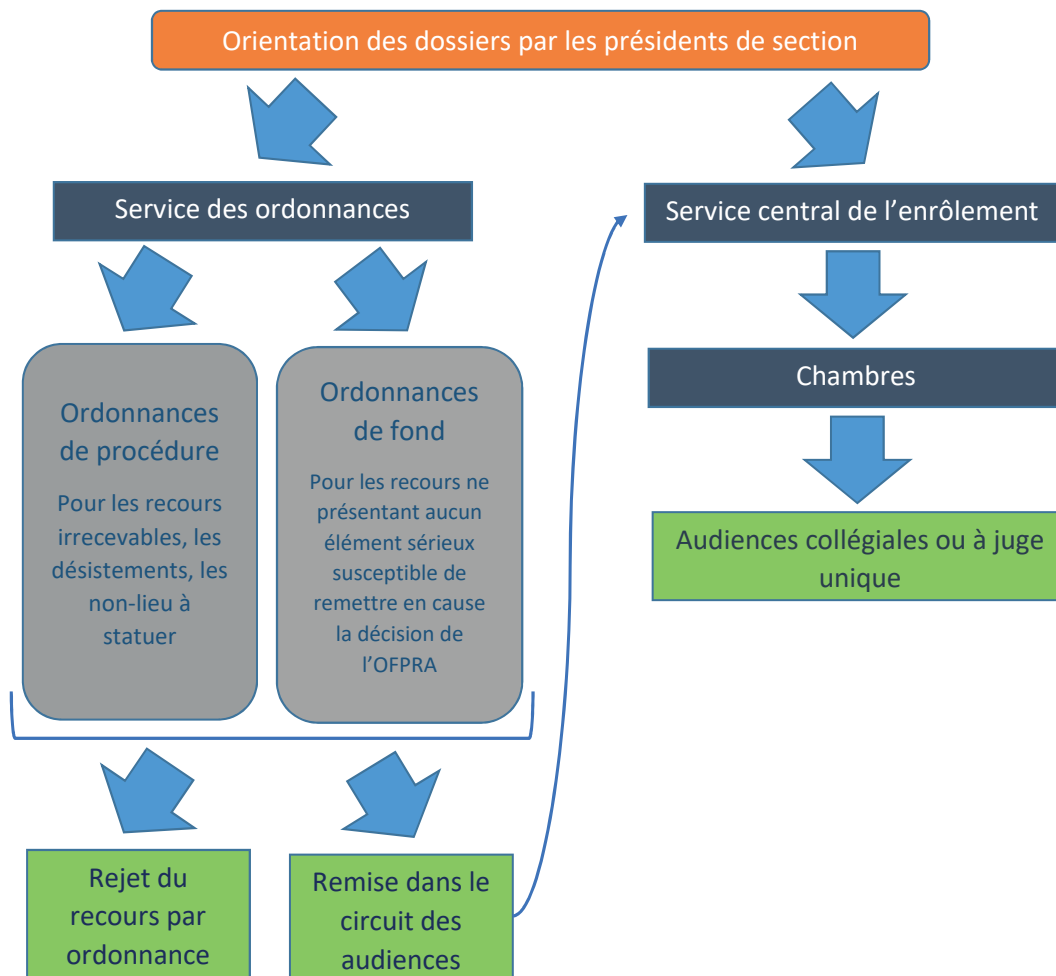 Orientation des dossiers par les présidents de section
Service des ordonnances
Service central de l’enrôlement
Ordonnances
de procédure
Pour les recours
irrecevables, les
désistements, les
non-lieu à
statuer
Ordonnances
de fond
Pour les recours ne
présentant aucun
élément sérieux
susceptible de
remettre en cause
la décision de
l’OFPRA
Chambres
Audiences collégiales ou à juge
unique
Rejet du
recours par
ordonnance
Remise dans le
circuit des
audiences